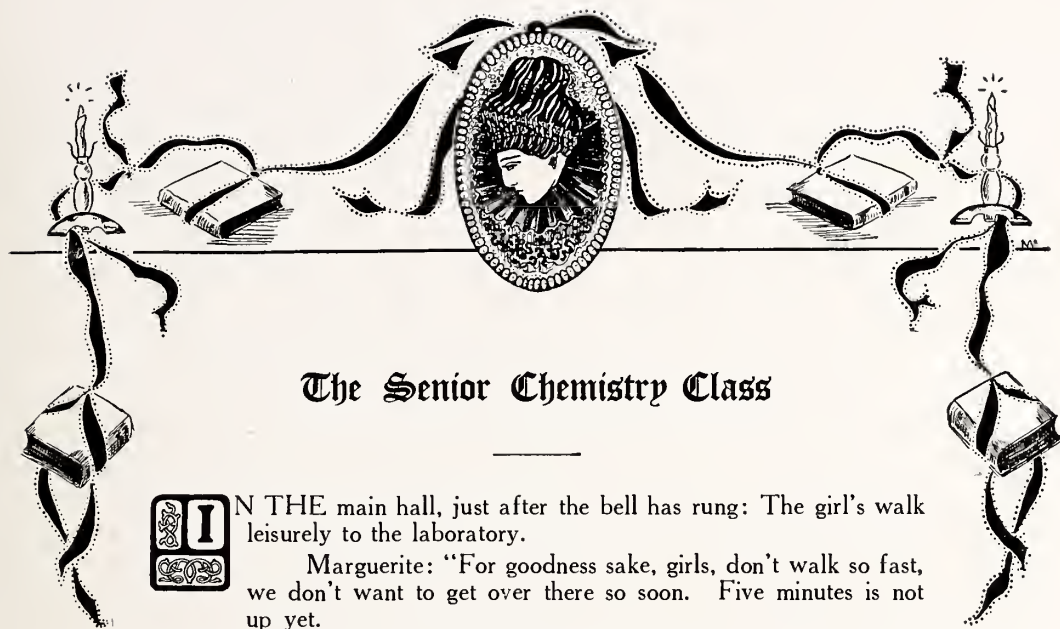 The Senior Chemistry Class
IN THE main hall, just after the bell has rung: The girl's walk
leisurely to the laboratory.
Marguerite: "For goodness sake, girls, don't walk so fast,
we don't want to get over there so soon. Five minutes is not
up yet.